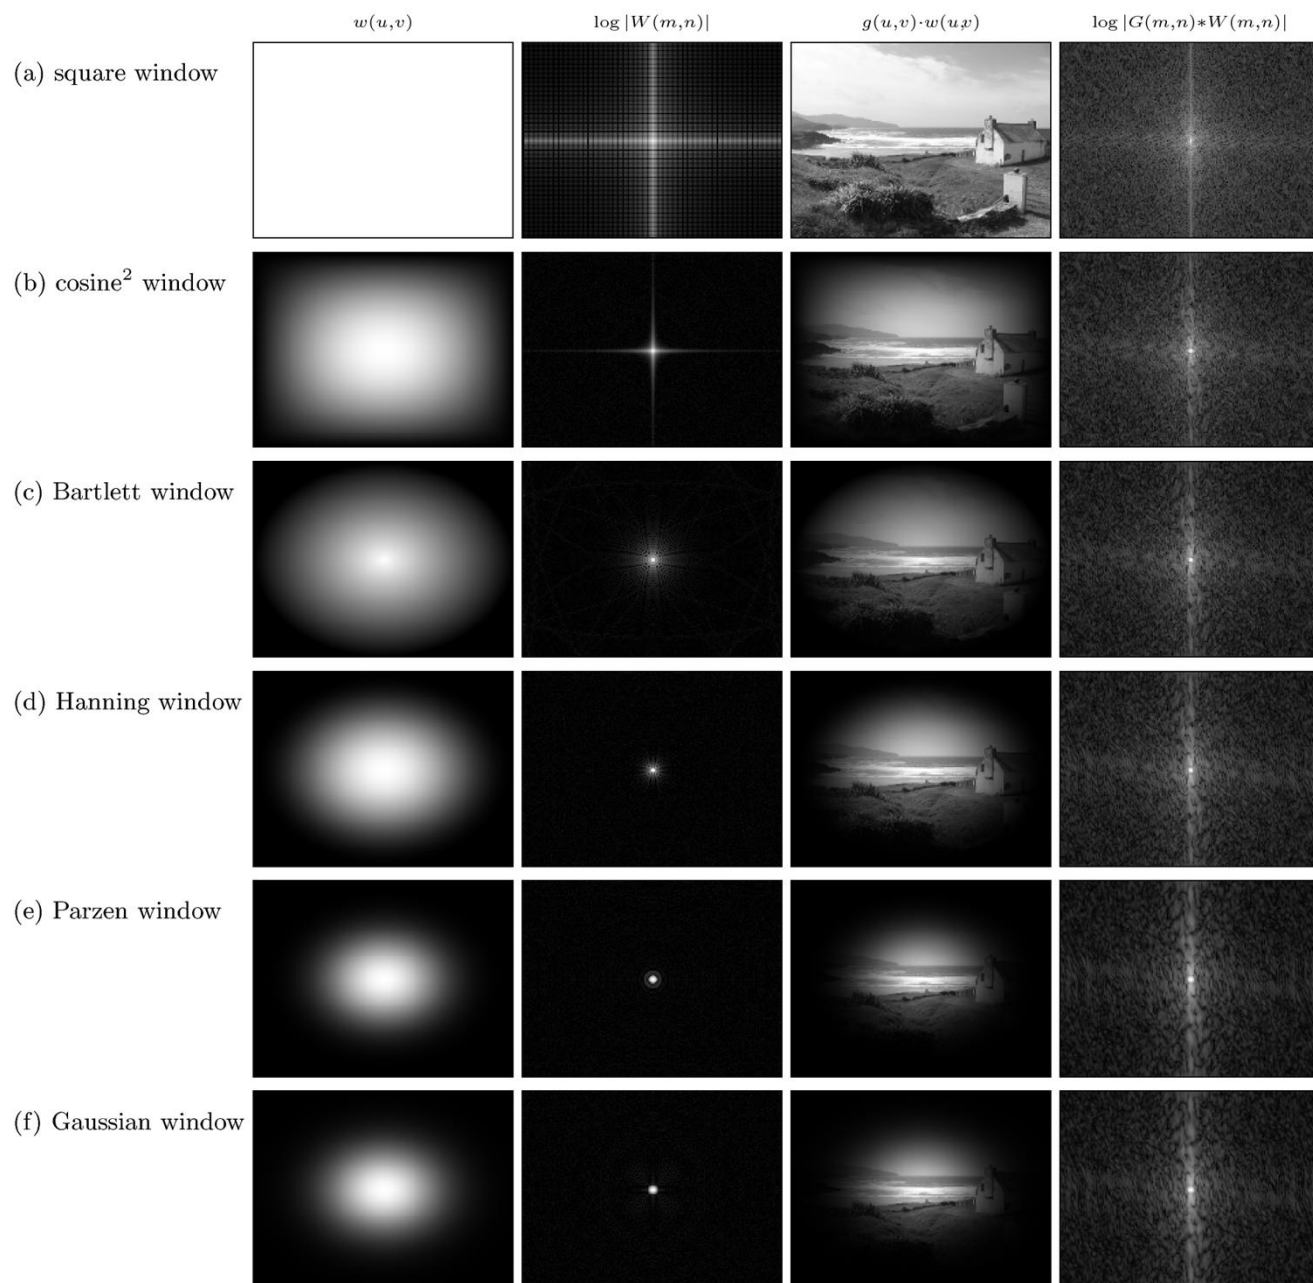 w(u,v) log |W(m,n)| g(u,v)·w(u,v) log |G(m,n)∗W(m,n)|
(a) square window
(b) cosine² window
(c) Bartlett window
(d) Hanning window
(e) Parzen window
(f) Gaussian window